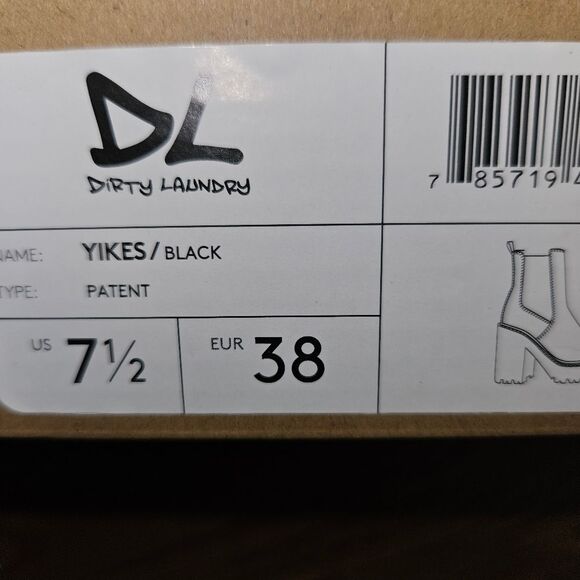 DL
DIRTY LAUNDRY
7 85719
NAME: YIKES / BLACK
TYPE: PATENT
US 7½
EUR 38